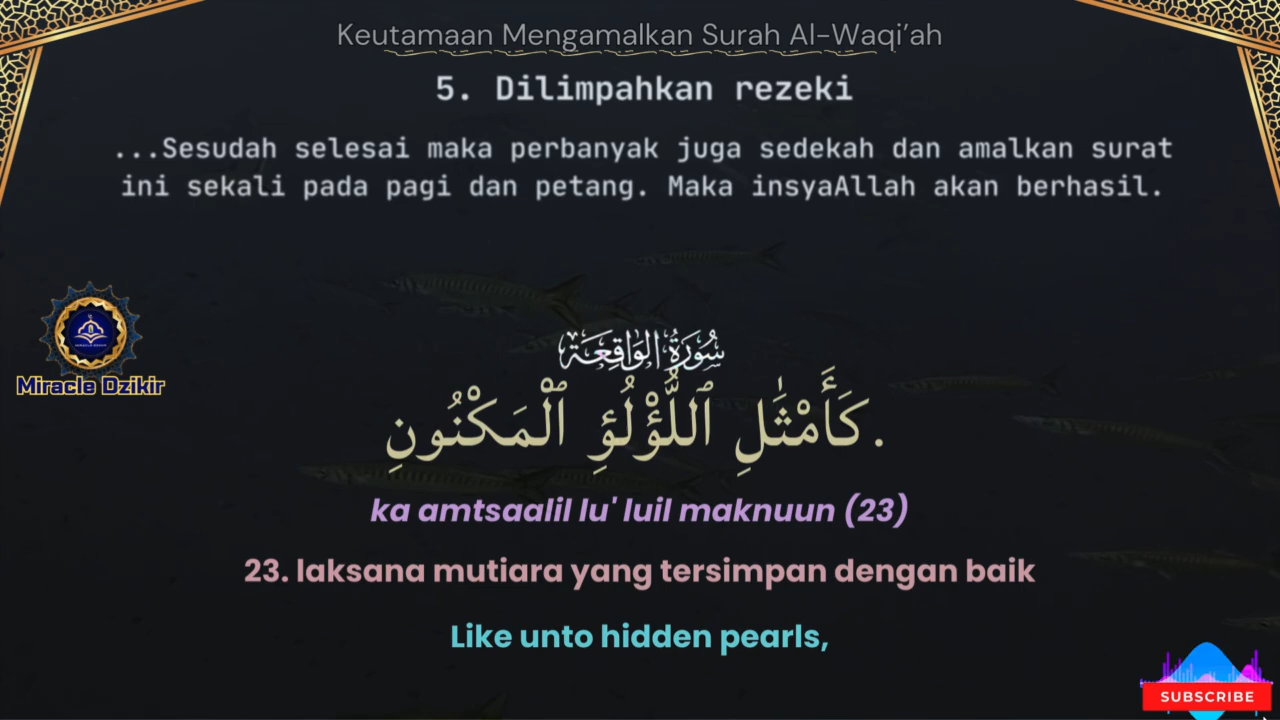 Keutamaan Mengamalkan Surah Al-Waqi’ah
5. Dilimpahkan rezeki
...Sesudah selesai maka perbanyak juga sedekah dan amalkan surat
ini sekali pada pagi dan petang. Maka insyaAllah akan berhasil.
سُورَةُ الوَاقِعَة
كَأَمْثَٰلِ ٱللُّؤْلُؤِ ٱلْمَكْنُونِ.
Miracle Dzikir
ka amtsaalil lu' luil maknuun (23)
23. laksana mutiara yang tersimpan dengan baik
Like unto hidden pearls,
SUBSCRIBE